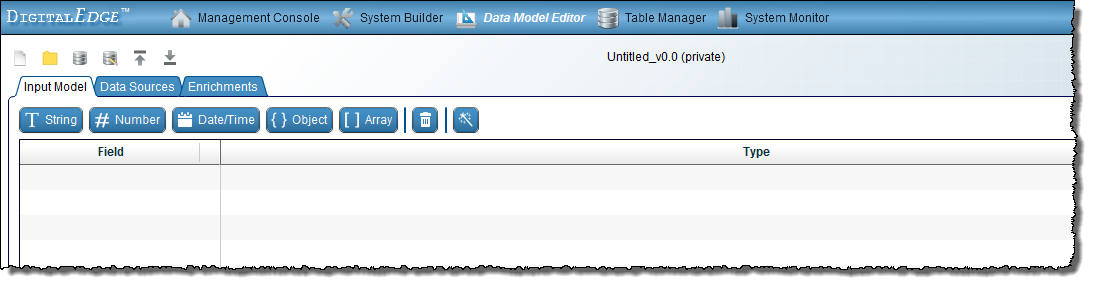 DIGITALEDGE™ Management Console System Builder Data Model Editor Table Manager System Monitor
Untitled_v0.0 (private)
Input Model Data Sources Enrichments
T String # Number Date/Time { } Object [ ] Array
Field Type